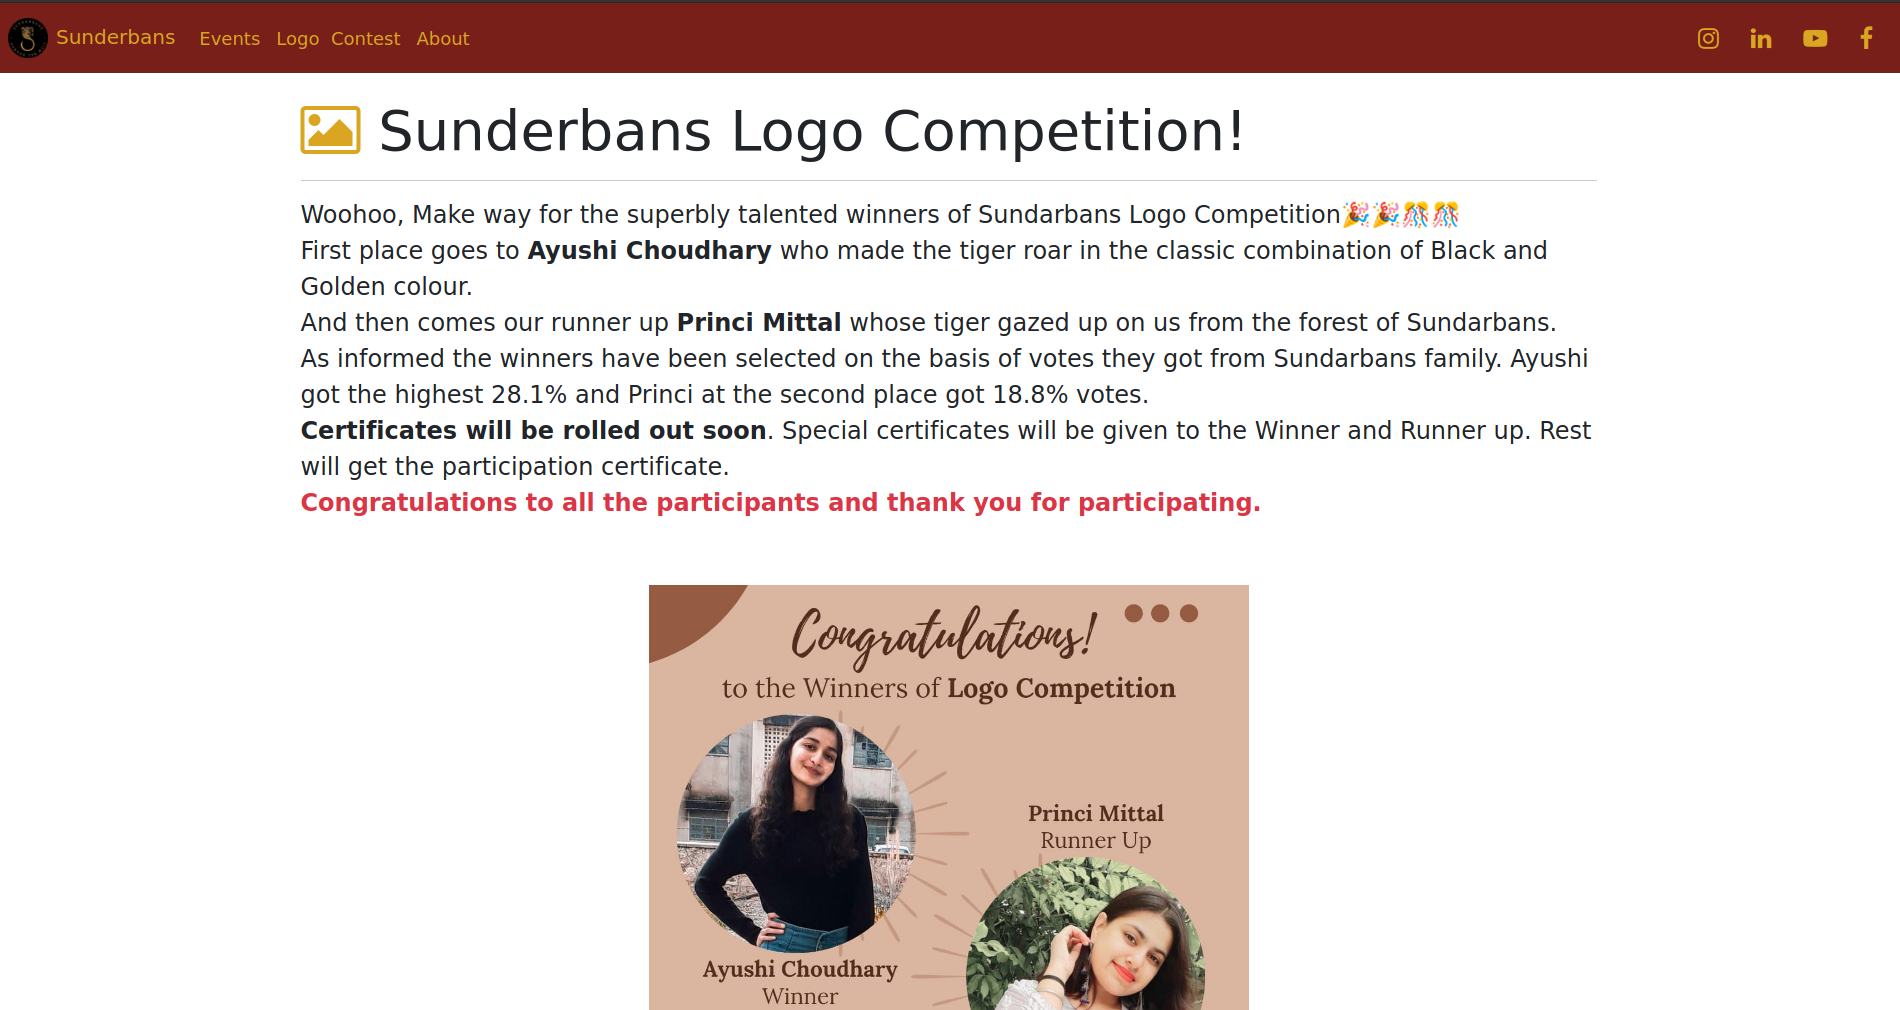 Sunderbans Events Logo Contest About
Sunderbans Logo Competition!
Woohoo, Make way for the superbly talented winners of Sundarbans Logo Competition🎉🎉🎊🎊
First place goes to Ayushi Choudhary who made the tiger roar in the classic combination of Black and
Golden colour.
And then comes our runner up Princi Mittal whose tiger gazed up on us from the forest of Sundarbans.
As informed the winners have been selected on the basis of votes they got from Sundarbans family. Ayushi
got the highest 28.1% and Princi at the second place got 18.8% votes.
Certificates will be rolled out soon. Special certificates will be given to the Winner and Runner up. Rest
will get the participation certificate.
Congratulations to all the participants and thank you for participating.
Congratulations!
to the Winners of Logo Competition
Princi Mittal
Runner Up
Ayushi Choudhary
Winner